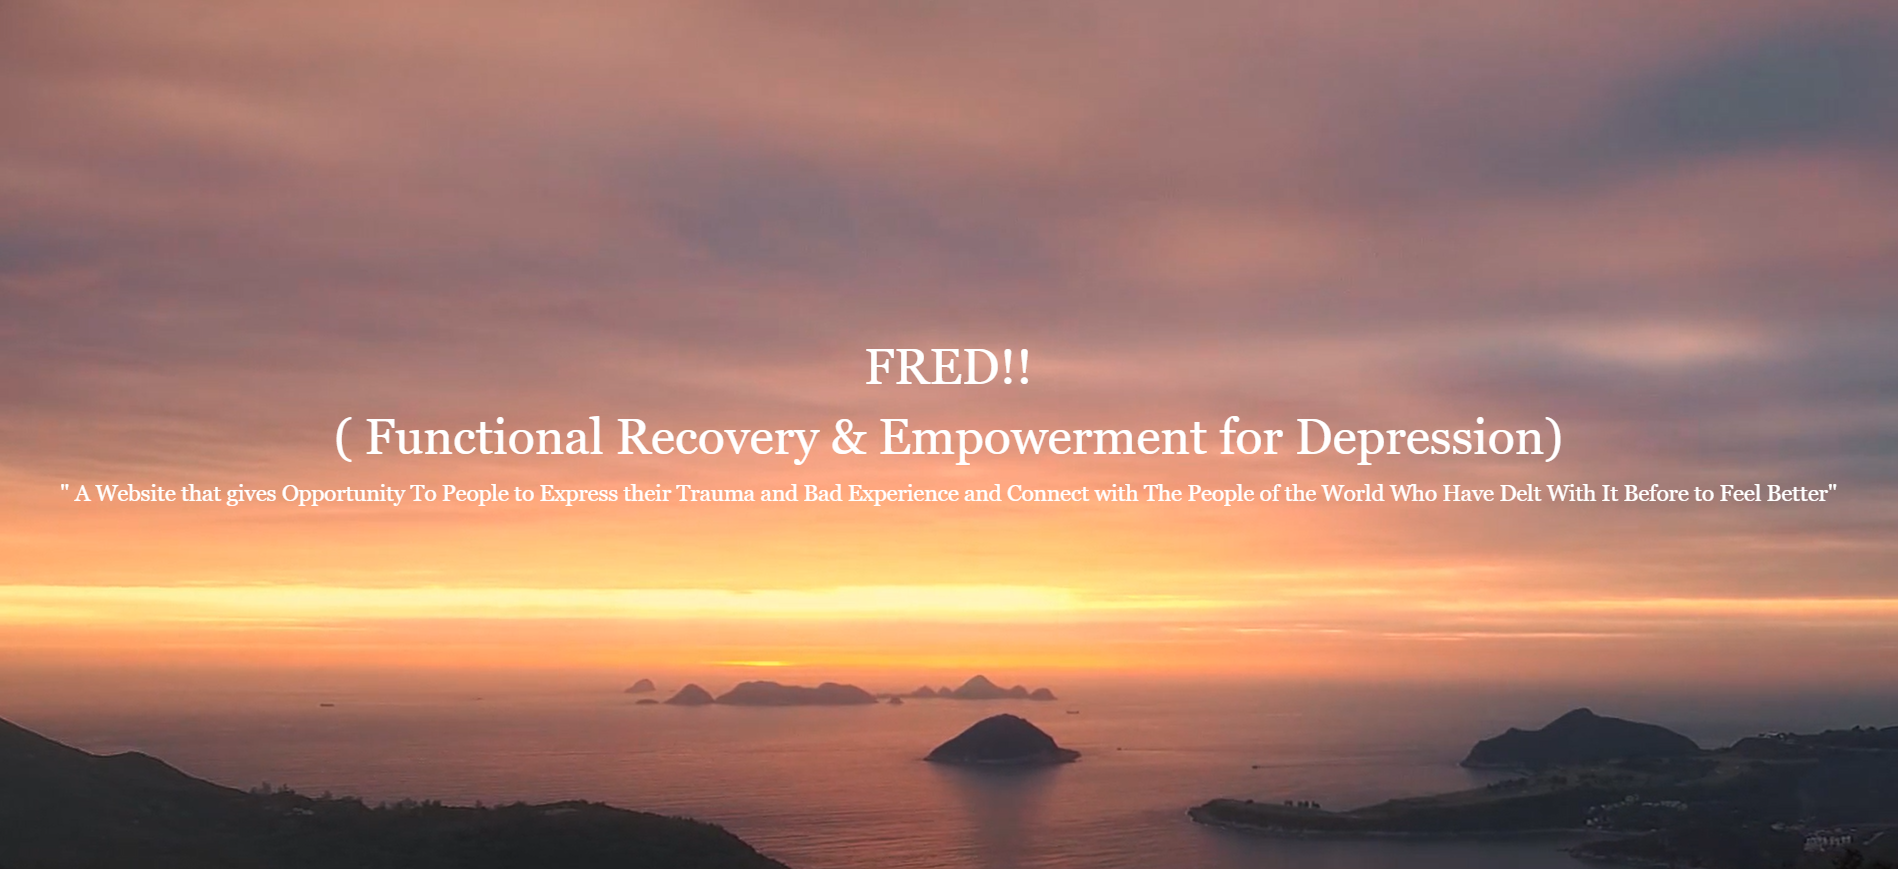 FRED!!
( Functional Recovery & Empowerment for Depression)
" A Website that gives Opportunity To People to Express their Trauma and Bad Experience and Connect with The People of the World Who Have Delt With It Before to Feel Better"